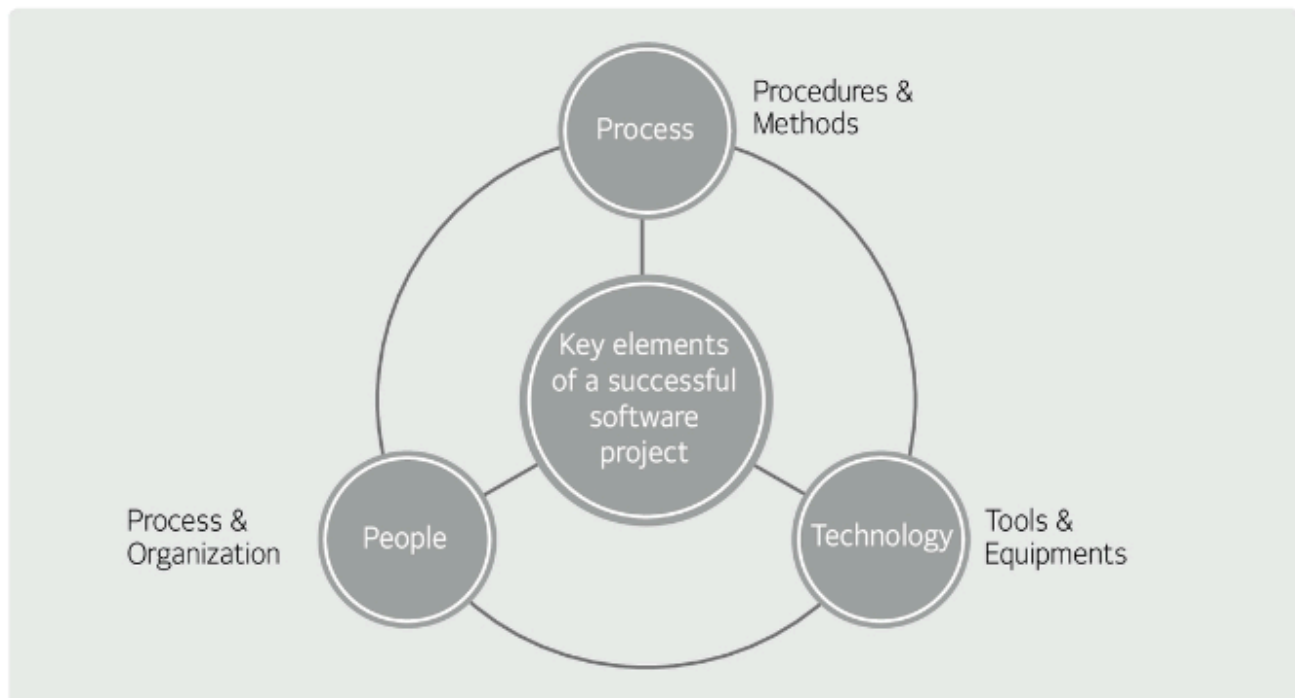 Process
Procedures &
Methods
Key elements
of a successful
software
project
Process &
Organization
People
Technology
Tools &
Equipments